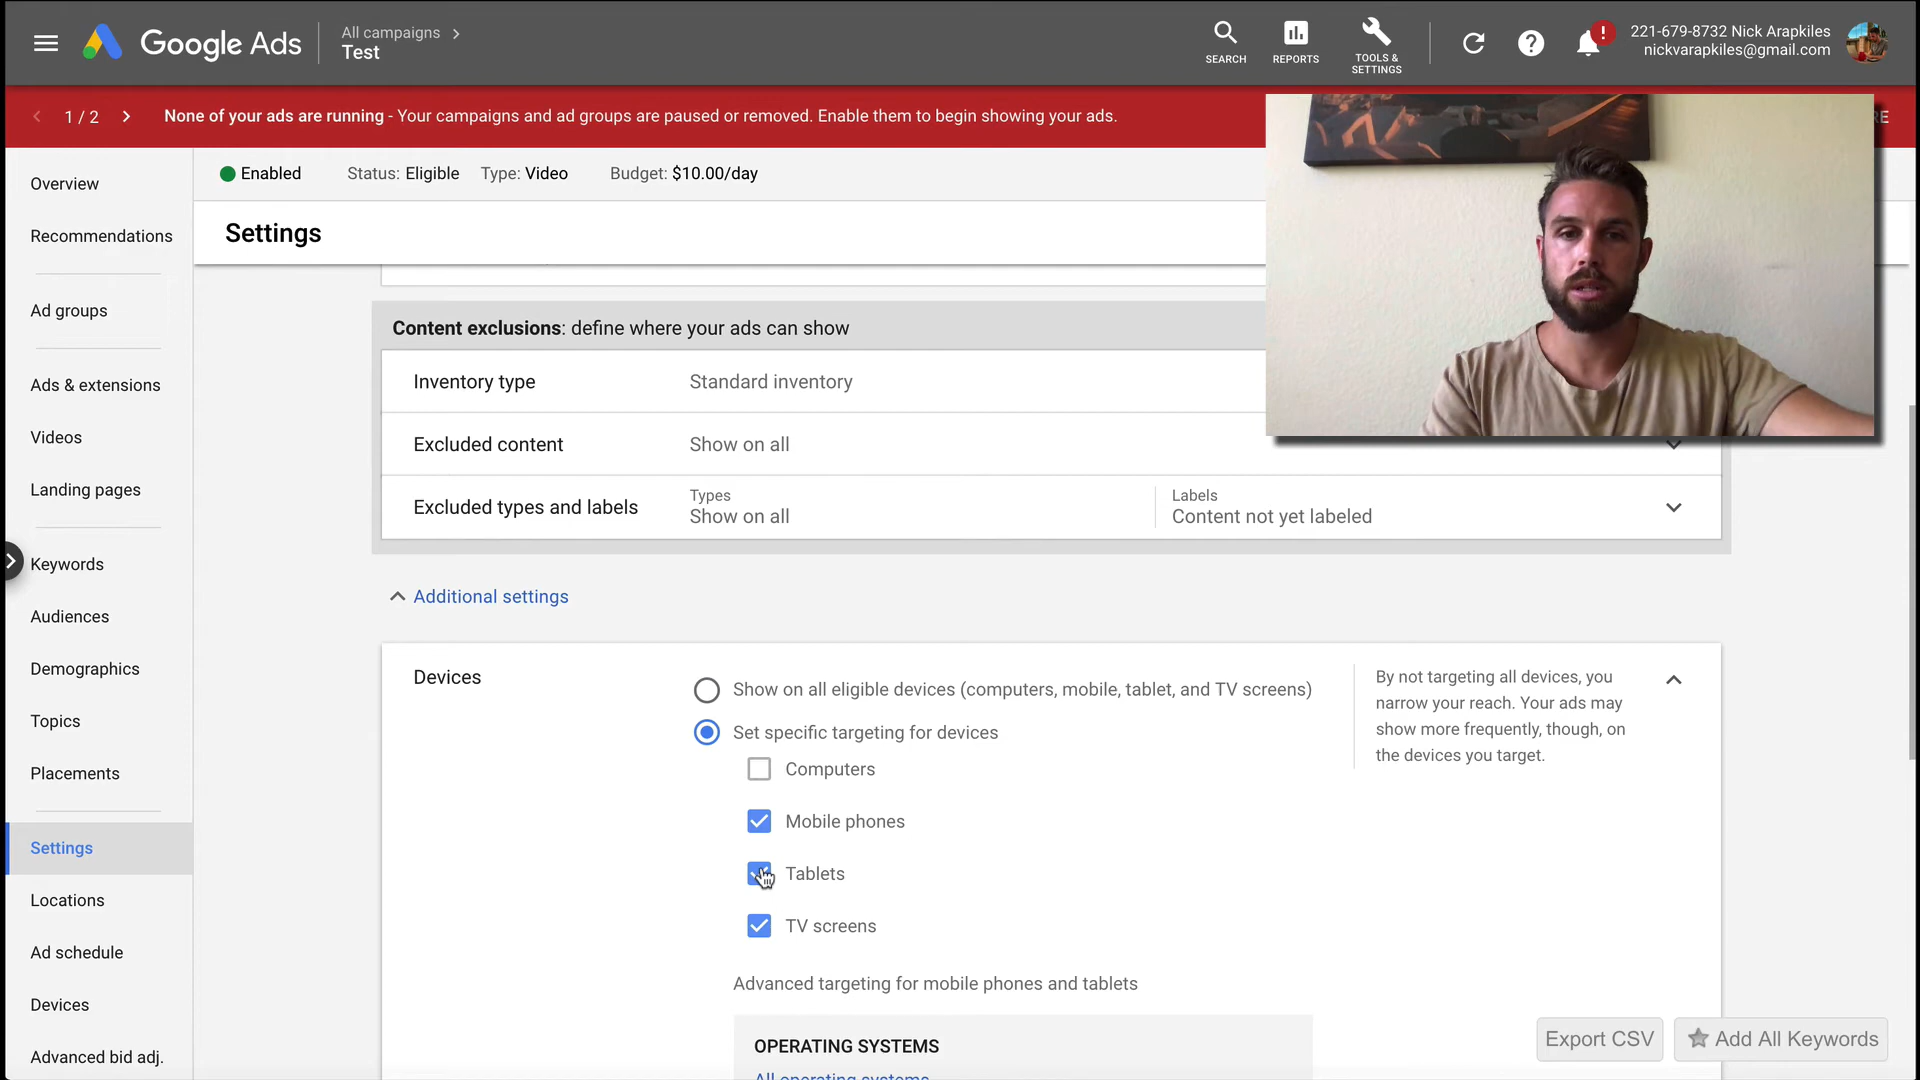 Google Ads
All campaigns
Test
SEARCH
REPORTS
TOOLS &
SETTINGS
221-679-8732 Nick Arapkiles
nickvarapkiles@gmail.com
1 / 2
None of your ads are running - Your campaigns and ad groups are paused or removed. Enable them to begin showing your ads.
Enabled
Status: Eligible
Type: Video
Budget: $10.00/day
Settings
Overview
Recommendations
Ad groups
Ads & extensions
Videos
Landing pages
Keywords
Audiences
Demographics
Topics
Placements
Settings
Locations
Ad schedule
Devices
Advanced bid adj.
Content exclusions: define where your ads can show
Inventory type
Standard inventory
Excluded content
Show on all
Excluded types and labels
Types
Show on all
Labels
Content not yet labeled
Additional settings
Devices
Show on all eligible devices (computers, mobile, tablet, and TV screens)
Set specific targeting for devices
Computers
Mobile phones
Tablets
TV screens
By not targeting all devices, you
narrow your reach. Your ads may
show more frequently, though, on
the devices you target.
Advanced targeting for mobile phones and tablets
OPERATING SYSTEMS
All operating systems
Export CSV
Add All Keywords